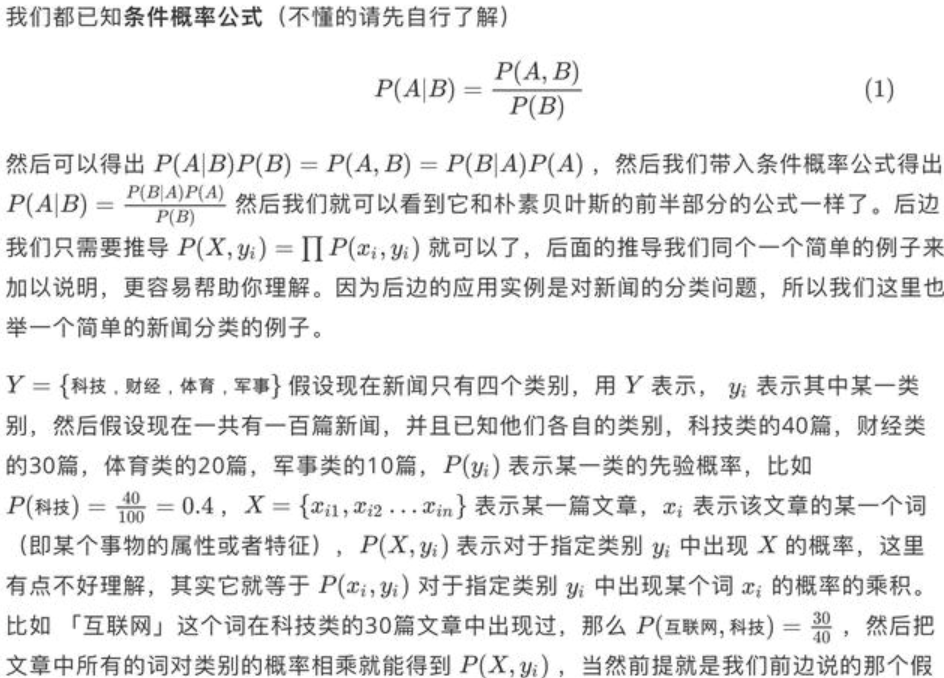 我们都已知条件概率公式（不懂的请先自行了解）
P(A|B) = \frac{P(A, B)}{P(B)} (1)
然后可以得出 P(A|B)P(B) = P(A, B) = P(B|A)P(A) ，然后我们带入条件概率公式得出
P(A|B) = \frac{P(B|A)P(A)}{P(B)} 然后我们就可以看到它和朴素贝叶斯的前半部分的公式一样了。后边
我们只需要推导 P(X, y_i) = ∏ P(x_i, y_i) 就可以了，后面的推导我们同个一个简单的例子来
加以说明，更容易帮助你理解。因为后边的应用实例是对新闻的分类问题，所以我们这里也
举一个简单的新闻分类的例子。
Y = {科技，财经，体育，军事} 假设现在新闻只有四个类别，用 Y 表示， y_i 表示其中某一类
别，然后假设现在一共有一百篇新闻，并且已知他们各自的类别，科技类的40篇，财经类
的30篇，体育类的20篇，军事类的10篇，P(y_i) 表示某一类的先验概率，比如
P(科技) = \frac{40}{100} = 0.4 ， X = {x_{i1}, x_{i2} … x_{in}} 表示某一篇文章，x_i 表示该文章的某一个词
（即某个事物的属性或者特征），P(X, y_i) 表示对于指定类别 y_i 中出现 X 的概率，这里
有点不好理解，其实它就等于 P(x_i, y_i) 对于指定类别 y_i 中出现某个词 x_i 的概率的乘积。
比如 「互联网」这个词在科技类的30篇文章中出现过，那么 P(互联网, 科技) = \frac{30}{40} ，然后把
文章中所有的词对类别的概率相乘就能得到 P(X, y_i) ，当然前提就是我们前边说的那个假